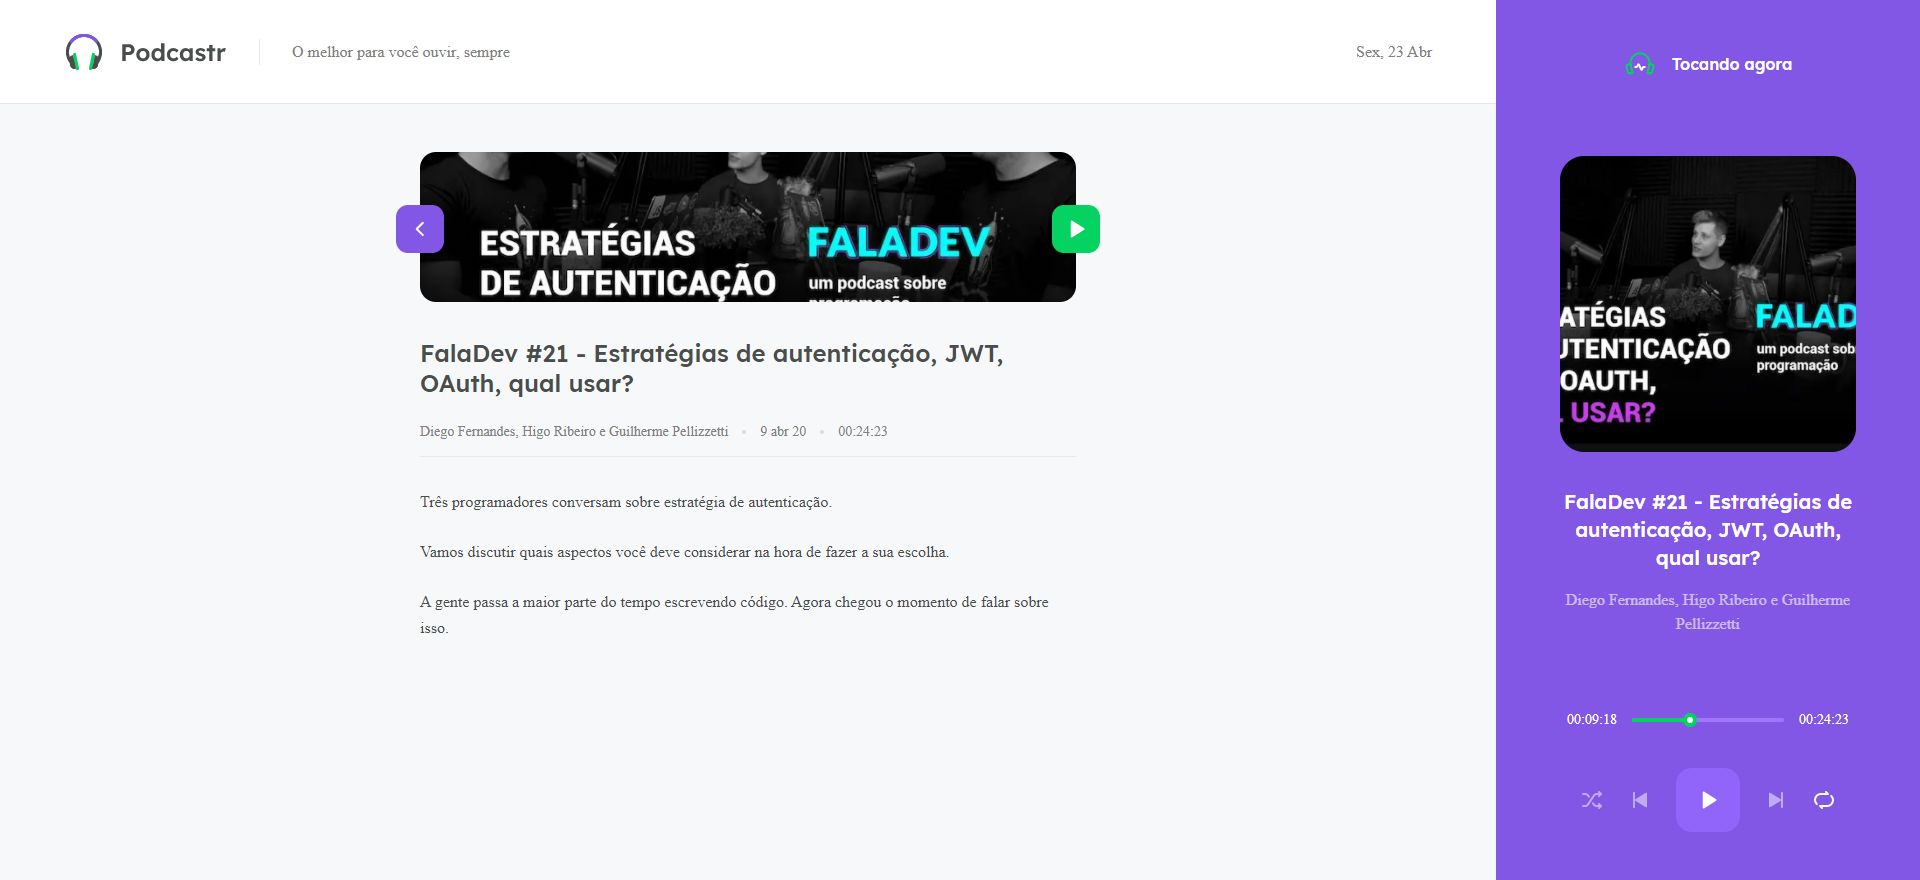 Podcastr
O melhor para você ouvir, sempre
Sex, 23 Abr
ESTRATÉGIAS
DE AUTENTICAÇÃO
FALADEV
um podcast sobre
programação
FalaDev #21 - Estratégias de autenticação, JWT,
OAuth, qual usar?
Diego Fernandes, Higo Ribeiro e Guilherme Pellizzetti
9 abr 20
00:24:23
Três programadores conversam sobre estratégia de autenticação.
Vamos discutir quais aspectos você deve considerar na hora de fazer a sua escolha.
A gente passa a maior parte do tempo escrevendo código. Agora chegou o momento de falar sobre
isso.
Tocando agora
ATÉGIAS
UTENTICAÇÃO
OAUTH,
USAR?
FALAD
um podcast sob
programação
FalaDev #21 - Estratégias de
autenticação, JWT, OAuth,
qual usar?
Diego Fernandes, Higo Ribeiro e Guilherme
Pellizzetti
00:09:18
00:24:23